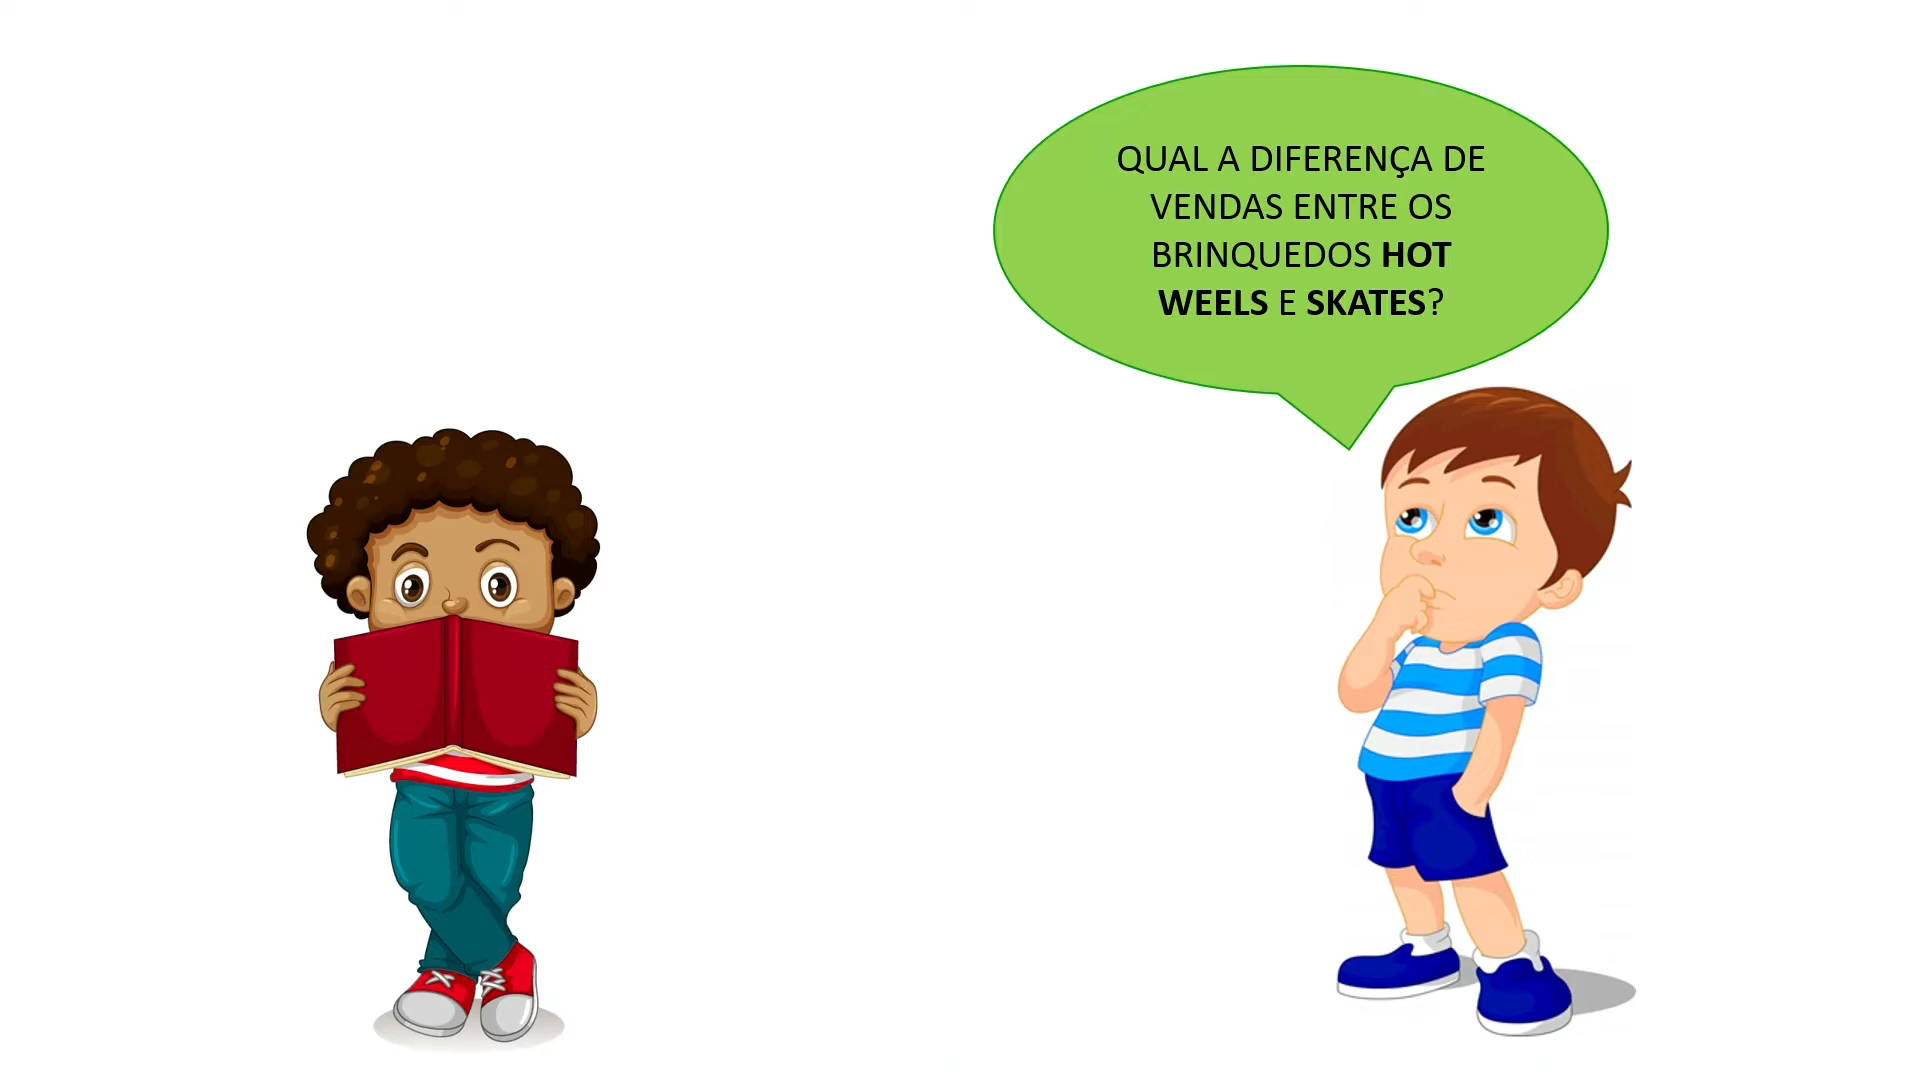 QUAL A DIFERENÇA DE
VENDAS ENTRE OS
BRINQUEDOS HOT
WEELS E SKATES?